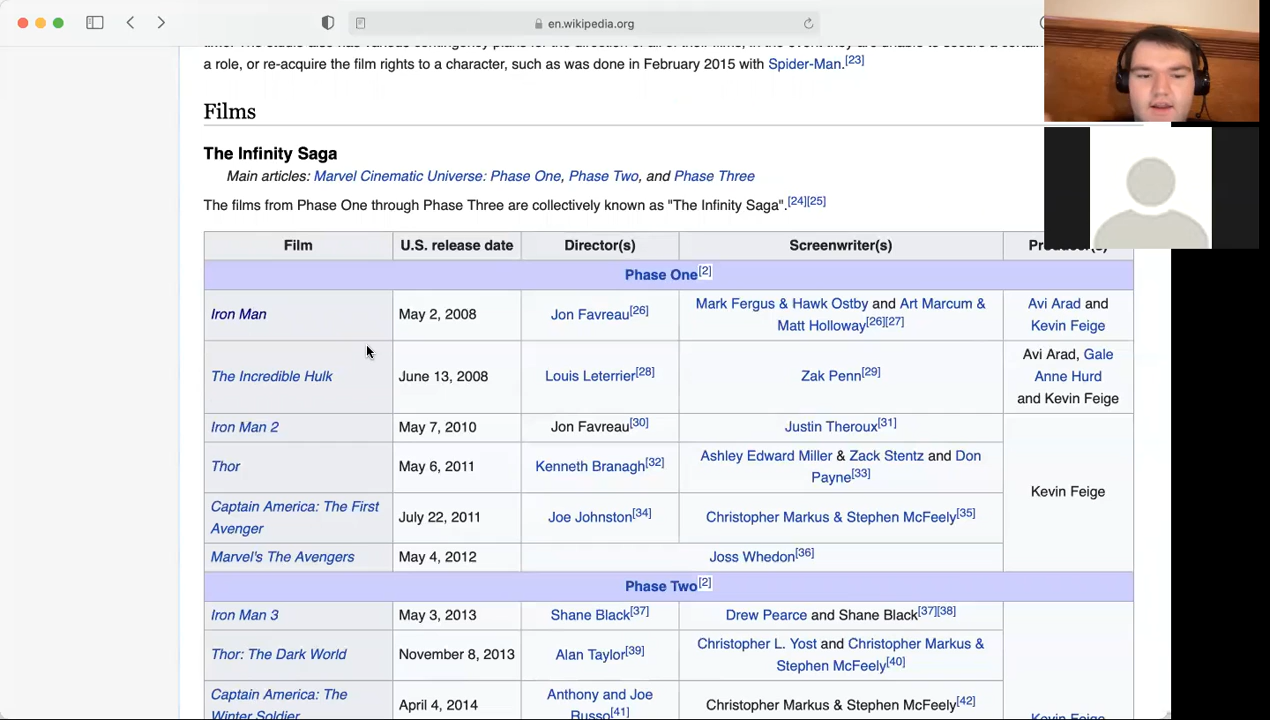 en.wikipedia.org
a role, or re-acquire the film rights to a character, such as was done in February 2015 with Spider-Man.[23]
Films
The Infinity Saga
Main articles: Marvel Cinematic Universe: Phase One, Phase Two, and Phase Three
The films from Phase One through Phase Three are collectively known as "The Infinity Saga".[24][25]
Film U.S. release date Director(s) Screenwriter(s)
Phase One[2]
Iron Man May 2, 2008 Jon Favreau[26] Mark Fergus & Hawk Ostby and Art Marcum & Matt Holloway[26][27] Avi Arad and Kevin Feige
The Incredible Hulk June 13, 2008 Louis Leterrier[28] Zak Penn[29] Avi Arad, Gale Anne Hurd and Kevin Feige
Iron Man 2 May 7, 2010 Jon Favreau[30] Justin Theroux[31] Kevin Feige
Thor May 6, 2011 Kenneth Branagh[32] Ashley Edward Miller & Zack Stentz and Don Payne[33]
Captain America: The First Avenger July 22, 2011 Joe Johnston[34] Christopher Markus & Stephen McFeely[35]
Marvel's The Avengers May 4, 2012 Joss Whedon[36]
Phase Two[2]
Iron Man 3 May 3, 2013 Shane Black[37] Drew Pearce and Shane Black[37][38]
Thor: The Dark World November 8, 2013 Alan Taylor[39] Christopher L. Yost and Christopher Markus & Stephen McFeely[40]
Captain America: The Winter Soldier April 4, 2014 Anthony and Joe Russo[41] Christopher Markus & Stephen McFeely[42] Kevin Feige